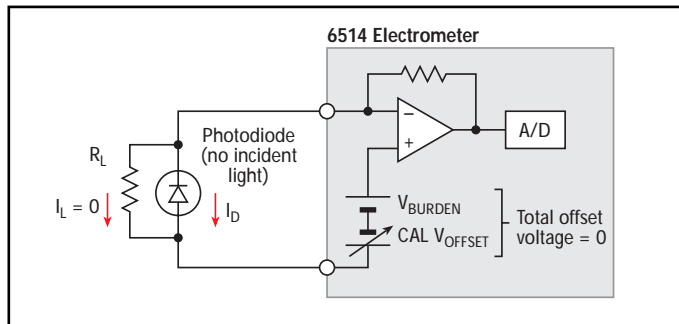 6514 Electrometer
Photodiode
(no incident
light)
R_L
I_L = 0
I_D
−
+
A/D
V_BURDEN
CAL V_OFFSET
Total offset
voltage = 0